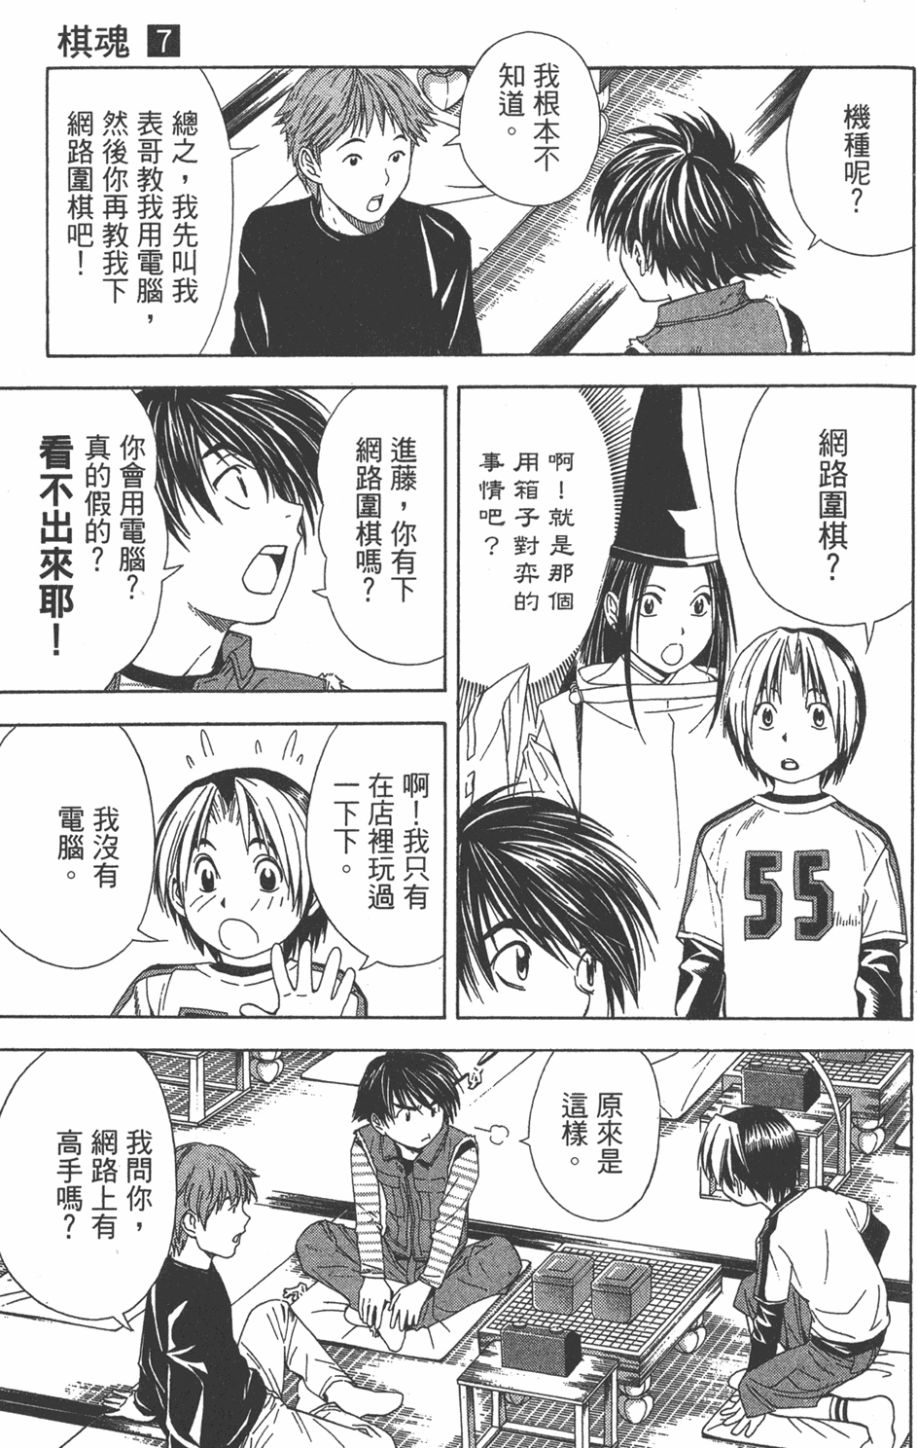 棋魂 7
機種呢？
我根本不
知道。
總之，我先叫我
表哥教我用電腦，
然後你再教我下
網路圍棋吧！
網路圍棋？
啊！就是那個
用箱子對弈的
事情吧？
55
進藤，你有下
網路圍棋嗎？
你會用電腦？
真的假的？
看不出來耶！
啊！我只有
在店裡玩過
一下下。
我沒有
電腦。
原來是
這樣。
我問你，
網路上有
高手嗎？